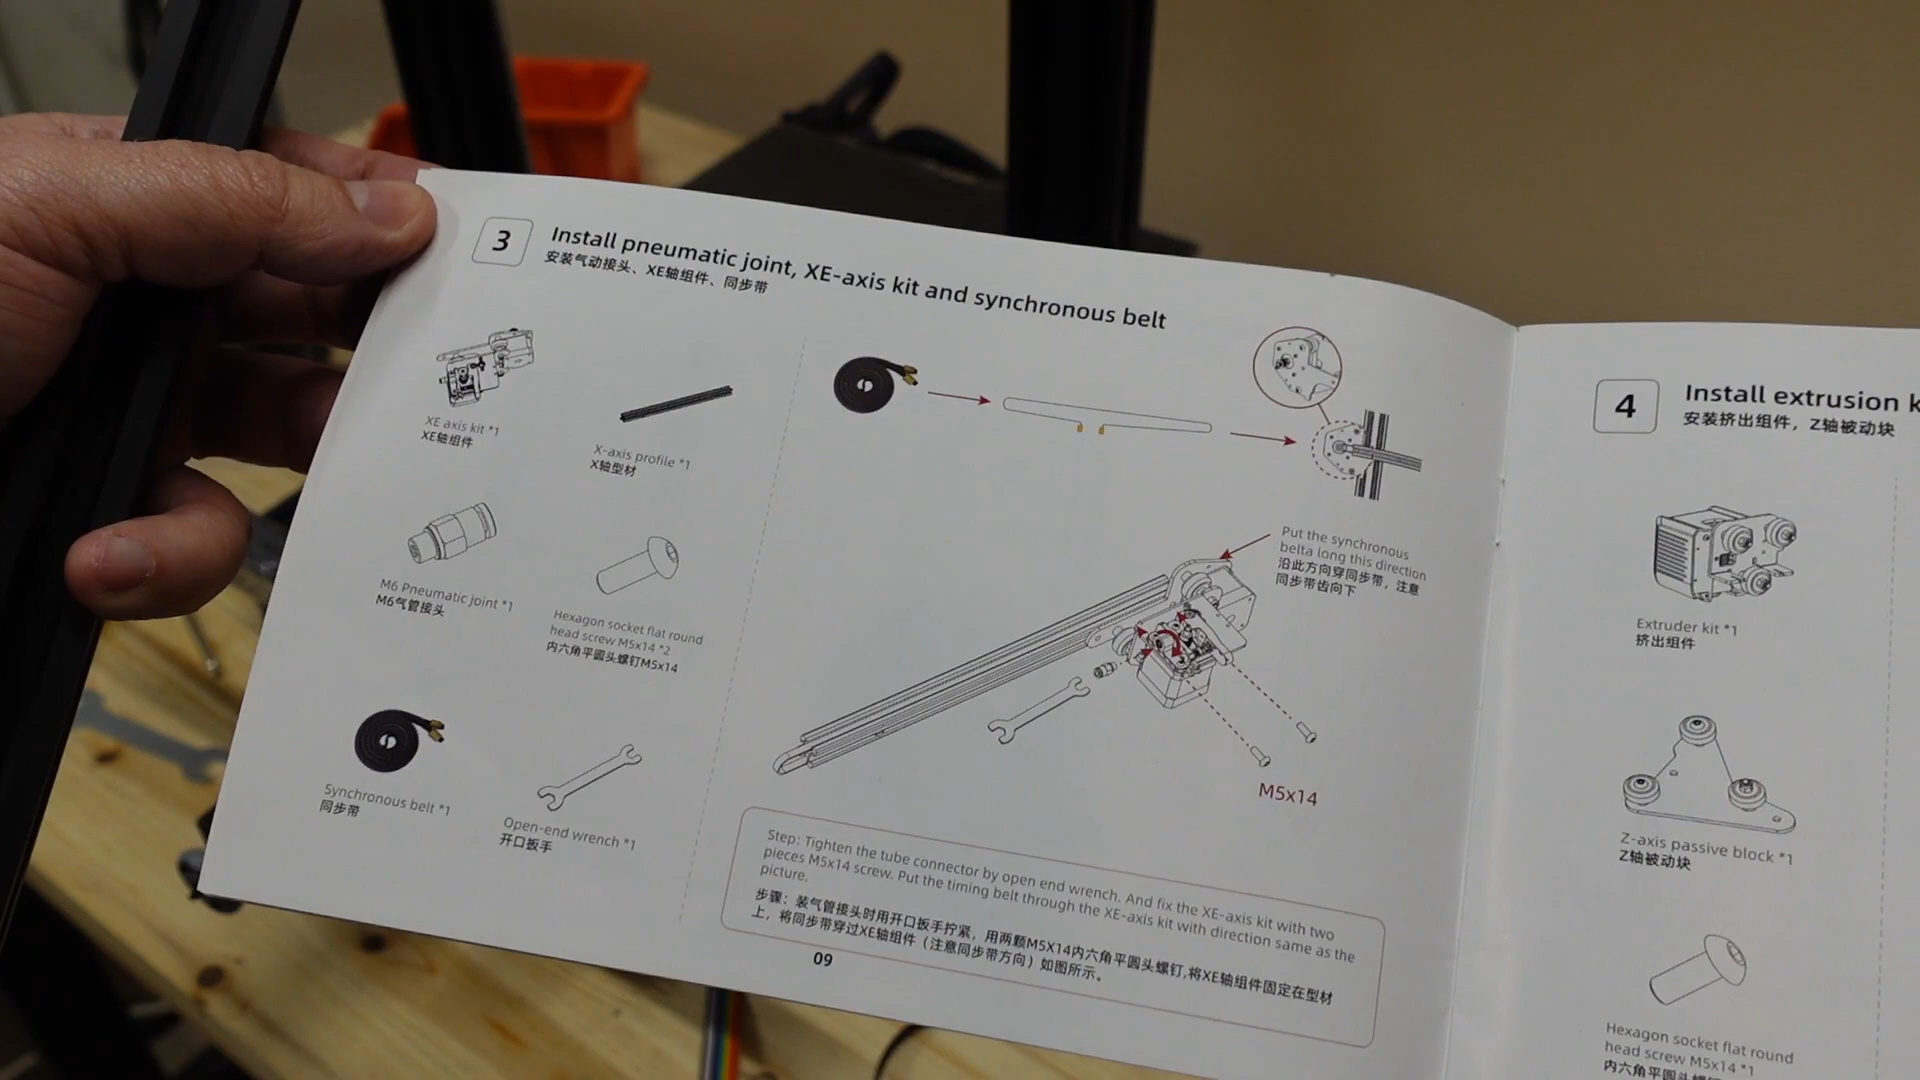 3
Install pneumatic joint, XE-axis kit and synchronous belt
安装气动接头、XE轴组件、同步带
XE axis kit *1
XE轴组件
X-axis profile *1
X轴型材
M6 Pneumatic joint *1
M6气管接头
Hexagon socket flat round
head screw M5x14 *2
内六角平圆头螺钉M5x14
Synchronous belt *1
同步带
Open-end wrench *1
开口扳手
Put the synchronous
belta long this direction
沿此方向穿同步带，注意
同步带齿向下
M5x14
Step: Tighten the tube connector by open end wrench. And fix the XE-axis kit with two
pieces M5x14 screw. Put the timing belt through the XE-axis kit with direction same as the
picture.
步骤：装气管接头时用开口扳手拧紧，用两颗M5X14内六角平圆头螺钉,将XE轴组件固定在型材
上，将同步带穿过XE轴组件（注意同步带方向）如图所示。
09
4
Install extrusion k
安装挤出组件，Z轴被动块
Extruder kit *1
挤出组件
Z-axis passive block *1
Z轴被动块
Hexagon socket flat round
head screw M5x14 *1
内六角平圆头螺